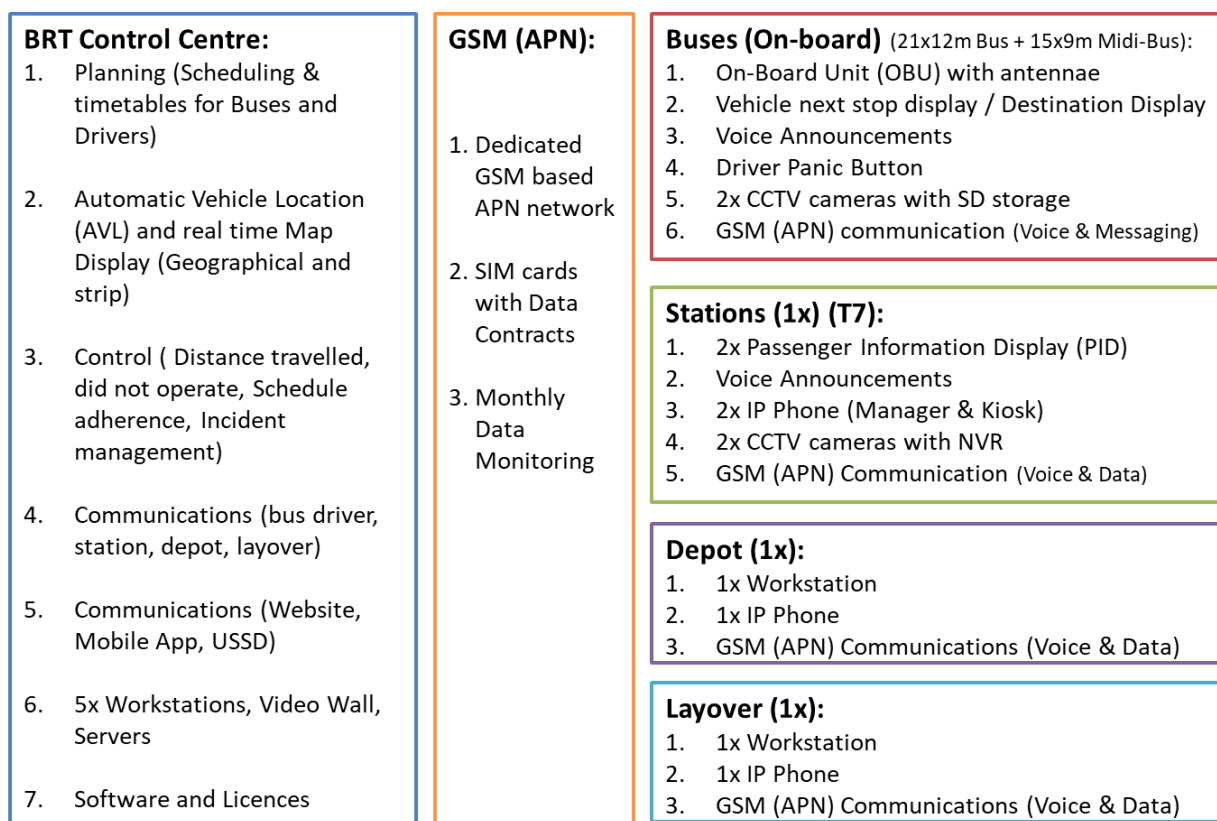 BRT Control Centre:
1. Planning (Scheduling &
timetables for Buses and
Drivers)
2. Automatic Vehicle Location
(AVL) and real time Map
Display (Geographical and
strip)
3. Control ( Distance travelled,
did not operate, Schedule
adherence, Incident
management)
4. Communications (bus driver,
station, depot, layover)
5. Communications (Website,
Mobile App, USSD)
6. 5x Workstations, Video Wall,
Servers
7. Software and Licences
GSM (APN):
1. Dedicated
GSM based
APN network
2. SIM cards
with Data
Contracts
3. Monthly
Data
Monitoring
Buses (On-board) (21x12m Bus + 15x9m Midi-Bus):
1. On-Board Unit (OBU) with antennae
2. Vehicle next stop display / Destination Display
3. Voice Announcements
4. Driver Panic Button
5. 2x CCTV cameras with SD storage
6. GSM (APN) communication (Voice & Messaging)
Stations (1x) (T7):
1. 2x Passenger Information Display (PID)
2. Voice Announcements
3. 2x IP Phone (Manager & Kiosk)
4. 2x CCTV cameras with NVR
5. GSM (APN) Communication (Voice & Data)
Depot (1x):
1. 1x Workstation
2. 1x IP Phone
3. GSM (APN) Communications (Voice & Data)
Layover (1x):
1. 1x Workstation
2. 1x IP Phone
3. GSM (APN) Communications (Voice & Data)